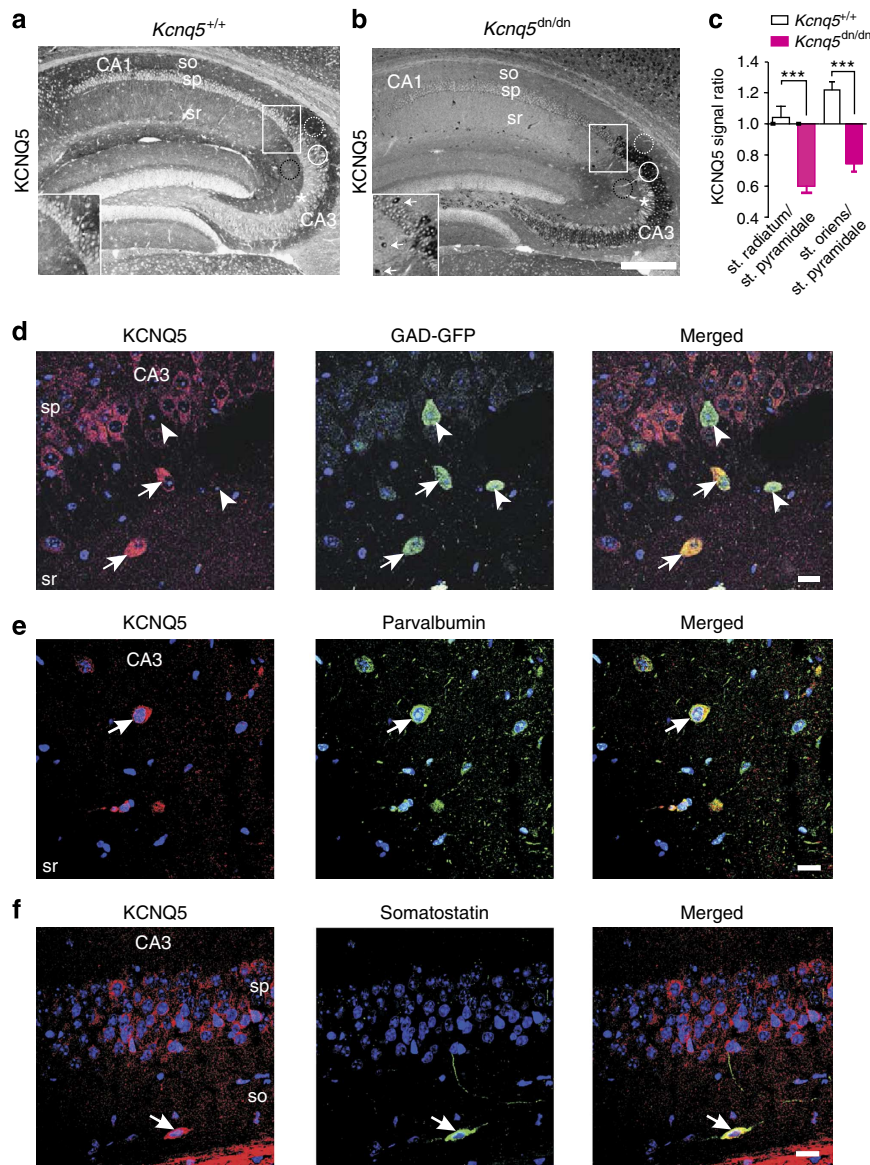 a
Kcnq5+/+
KCNQ5
CA1
so
sp
sr
*
CA3
b
Kcnq5dn/dn
KCNQ5
CA1
so
sp
sr
*
CA3
c
Kcnq5+/+
Kcnq5dn/dn
KCNQ5 signal ratio
1.4
1.2
1.0
0.8
0.6
0.4
***
***
st. radiatum/
st. pyramidale
st. oriens/
st. pyramidale
d
KCNQ5
GAD-GFP
Merged
CA3
sp
sr
e
KCNQ5
Parvalbumin
Merged
CA3
sr
f
KCNQ5
Somatostatin
Merged
CA3
sp
so